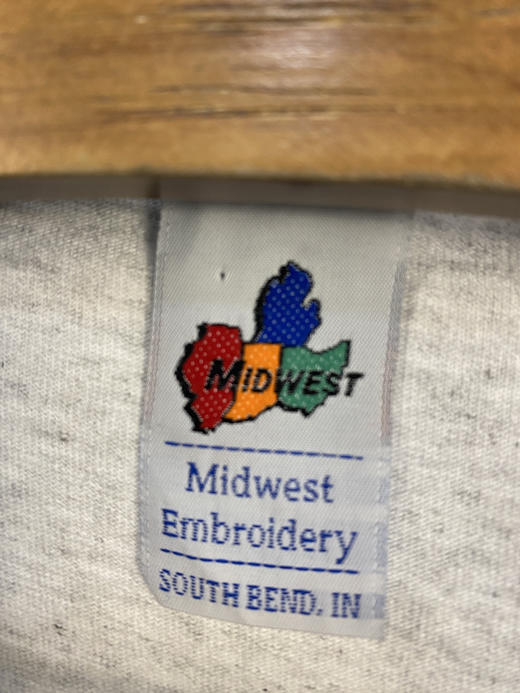 MIDWEST
Midwest
Embroidery
SOUTH BEND, IN